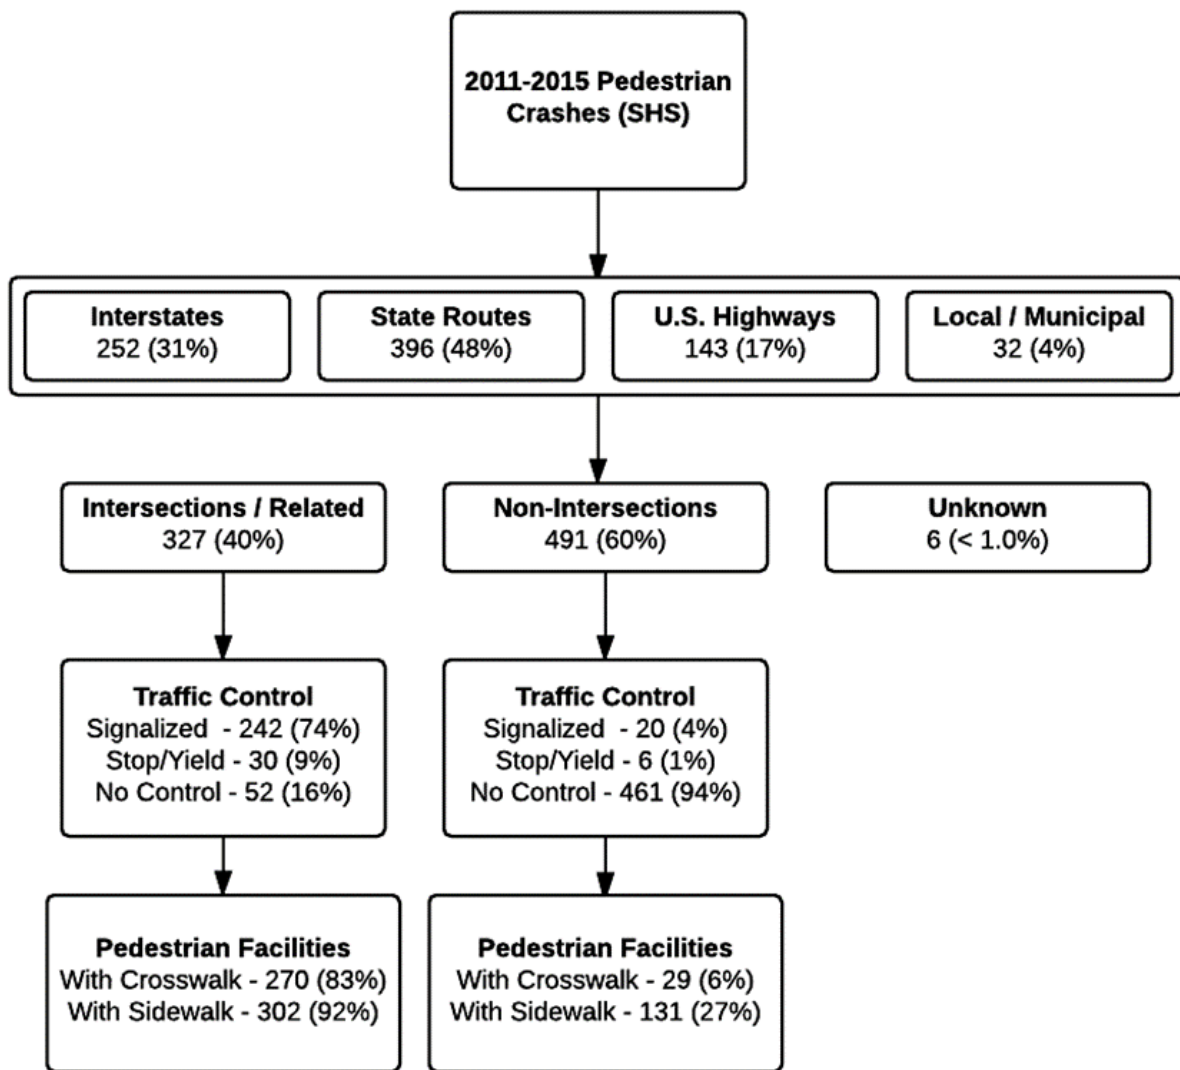 2011-2015 Pedestrian
Crashes (SHS)
Interstates
252 (31%)
State Routes
396 (48%)
U.S. Highways
143 (17%)
Local / Municipal
32 (4%)
Intersections / Related
327 (40%)
Non-Intersections
491 (60%)
Unknown
6 (< 1.0%)
Traffic Control
Signalized - 242 (74%)
Stop/Yield - 30 (9%)
No Control - 52 (16%)
Traffic Control
Signalized - 20 (4%)
Stop/Yield - 6 (1%)
No Control - 461 (94%)
Pedestrian Facilities
With Crosswalk - 270 (83%)
With Sidewalk - 302 (92%)
Pedestrian Facilities
With Crosswalk - 29 (6%)
With Sidewalk - 131 (27%)